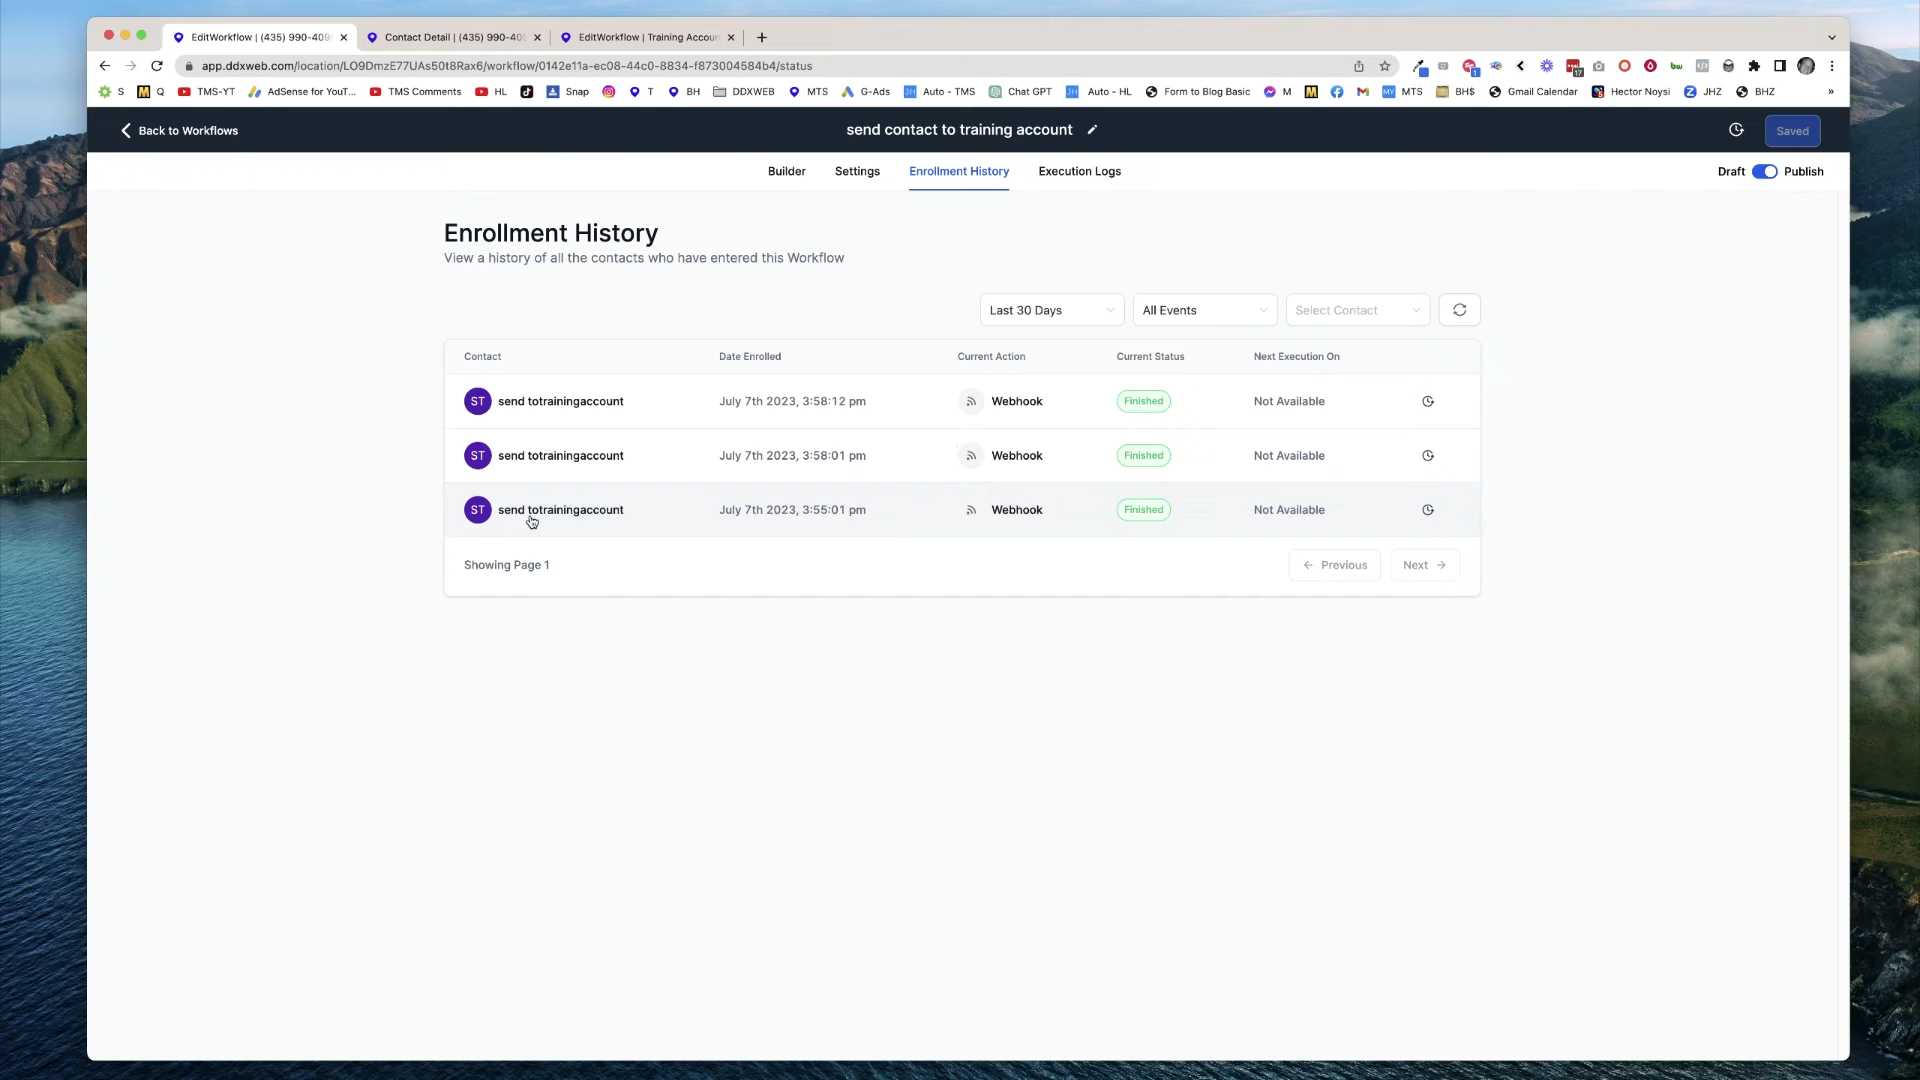 EditWorkflow | (435) 990-409
Contact Detail | (435) 990-409
EditWorkflow | Training Accoun
app.ddxweb.com/location/LO9DmzE77UAs50t8Rax6/workflow/0142e11a-ec08-44c0-8834-f873004584b4/status
S
Q
TMS-YT
AdSense for YouT...
TMS Comments
HL
Snap
T
BH
DDXWEB
MTS
G-Ads
Auto - TMS
Chat GPT
Auto - HL
Form to Blog Basic
M
MTS
BH$
Gmail Calendar
Hector Noysi
JHZ
BHZ
»
Back to Workflows
send contact to training account
Saved
Builder
Settings
Enrollment History
Execution Logs
Draft
Publish
Enrollment History
View a history of all the contacts who have entered this Workflow
Last 30 Days
All Events
Select Contact
Contact Date Enrolled Current Action Current Status Next Execution On
ST send totrainingaccount July 7th 2023, 3:58:12 pm Webhook Finished Not Available
ST send totrainingaccount July 7th 2023, 3:58:01 pm Webhook Finished Not Available
ST send totrainingaccount July 7th 2023, 3:55:01 pm Webhook Finished Not Available
Showing Page 1
Previous
Next